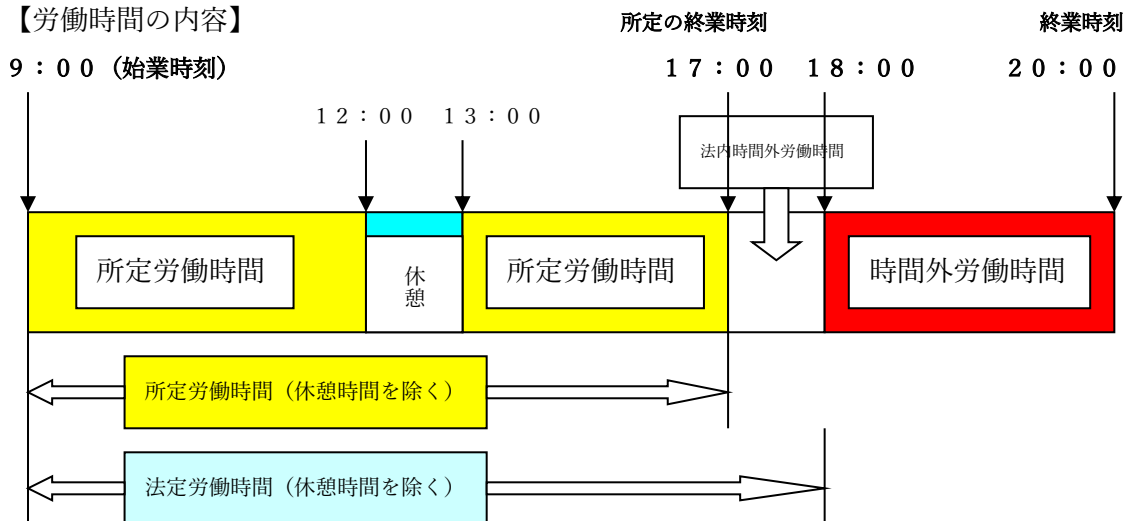 【労働時間の内容】
所定の終業時刻
終業時刻
9：00（始業時刻）
17：00
18：00
20：00
12：00
13：00
法内時間外労働時間
所定労働時間
休憩
所定労働時間
時間外労働時間
所定労働時間（休憩時間を除く）
法定労働時間（休憩時間を除く）